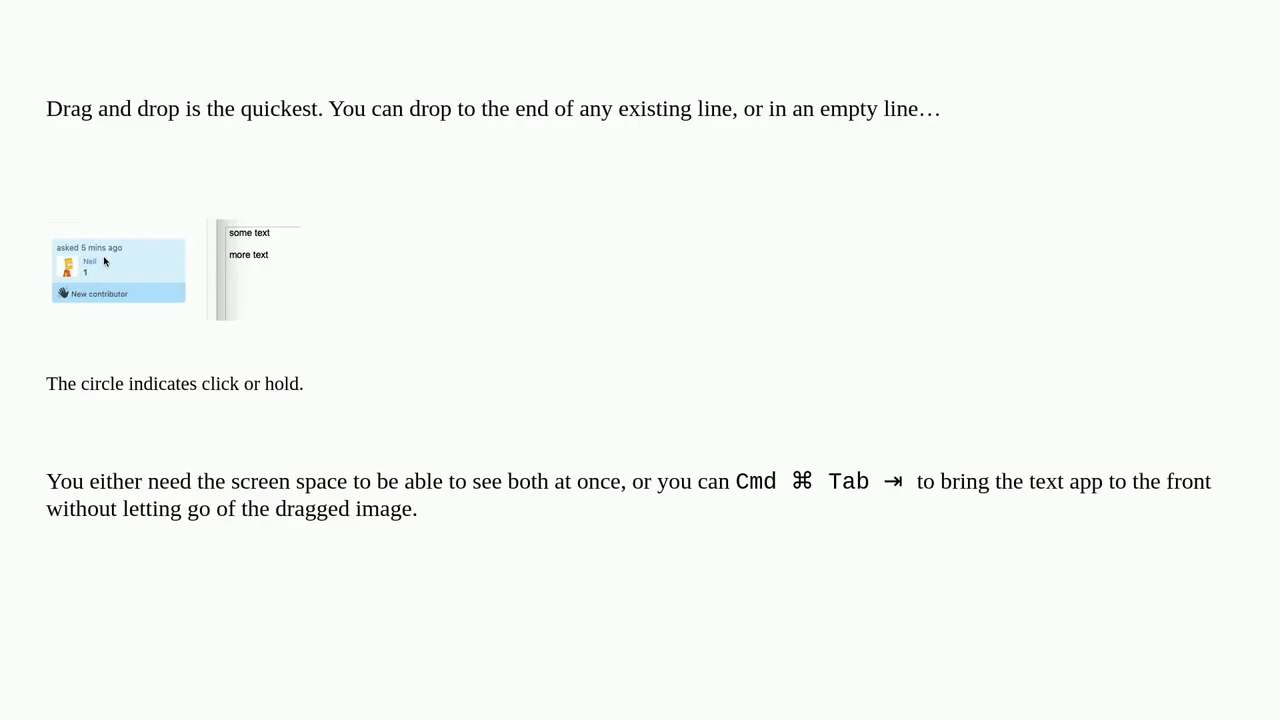 Drag and drop is the quickest. You can drop to the end of any existing line, or in an empty line…
asked 5 mins ago
Neil
1
New contributor
some text
more text
The circle indicates click or hold.
You either need the screen space to be able to see both at once, or you can Cmd ⌘ Tab ⇥ to bring the text app to the front
without letting go of the dragged image.